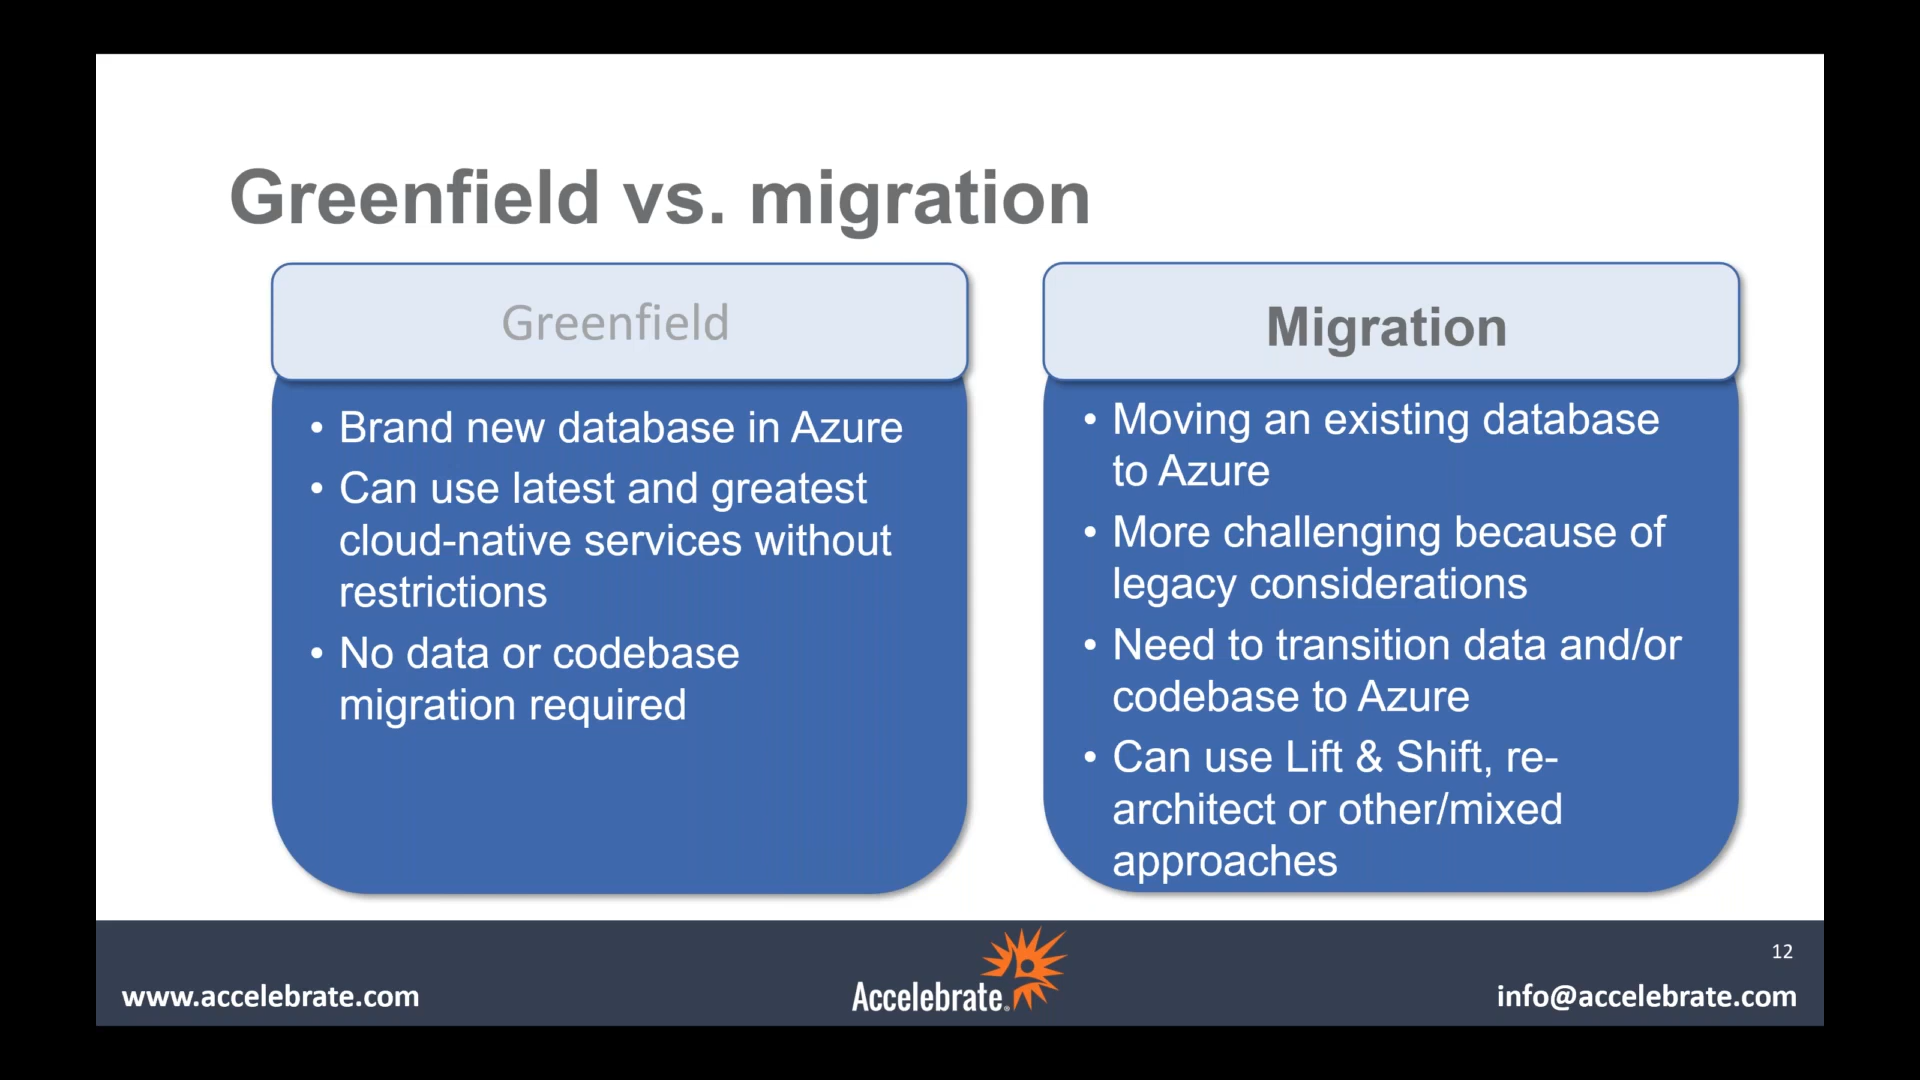 Greenfield vs. migration
Greenfield
• Brand new database in Azure
• Can use latest and greatest
cloud-native services without
restrictions
• No data or codebase
migration required
Migration
• Moving an existing database
to Azure
• More challenging because of
legacy considerations
• Need to transition data and/or
codebase to Azure
• Can use Lift & Shift, re-
architect or other/mixed
approaches
12
www.accelebrate.com
Accelebrate®
info@accelebrate.com